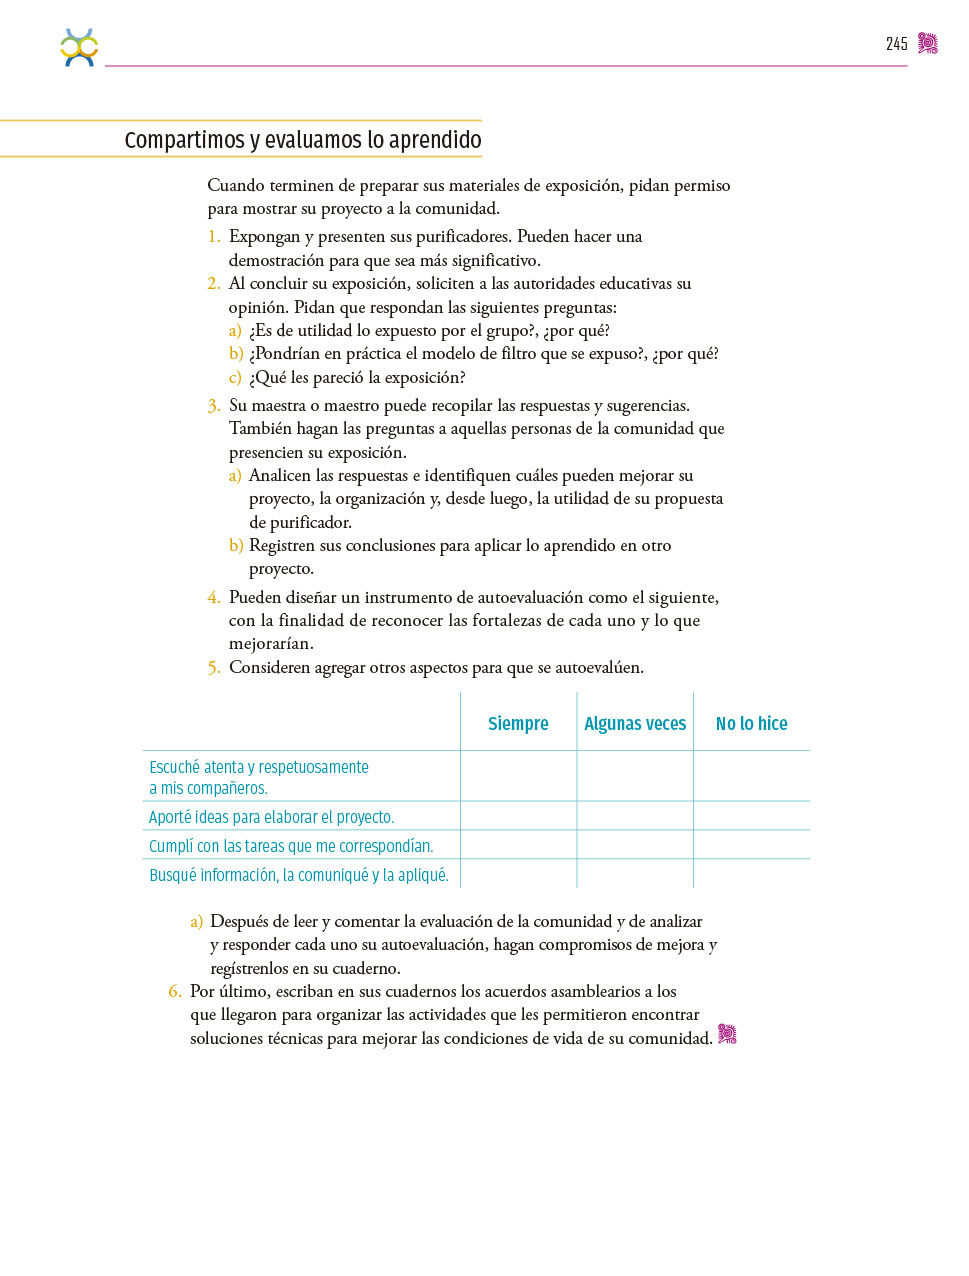 245
Compartimos y evaluamos lo aprendido
Cuando terminen de preparar sus materiales de exposición, pidan permiso
para mostrar su proyecto a la comunidad.
1. Expongan y presenten sus purificadores. Pueden hacer una
demostración para que sea más significativo.
2. Al concluir su exposición, soliciten a las autoridades educativas su
opinión. Pidan que respondan las siguientes preguntas:
a) ¿Es de utilidad lo expuesto por el grupo?, ¿por qué?
b) ¿Pondrían en práctica el modelo de filtro que se expuso?, ¿por qué?
c) ¿Qué les pareció la exposición?
3. Su maestra o maestro puede recopilar las respuestas y sugerencias.
También hagan las preguntas a aquellas personas de la comunidad que
presencien su exposición.
a) Analicen las respuestas e identifiquen cuáles pueden mejorar su
proyecto, la organización y, desde luego, la utilidad de su propuesta
de purificador.
b) Registren sus conclusiones para aplicar lo aprendido en otro
proyecto.
4. Pueden diseñar un instrumento de autoevaluación como el siguiente,
con la finalidad de reconocer las fortalezas de cada uno y lo que
mejorarían.
5. Consideren agregar otros aspectos para que se autoevalúen.
Siempre Algunas veces No lo hice
Escuché atenta y respetuosamente
a mis compañeros.
Aporté ideas para elaborar el proyecto.
Cumplí con las tareas que me correspondían.
Busqué información, la comuniqué y la apliqué.
a) Después de leer y comentar la evaluación de la comunidad y de analizar
y responder cada uno su autoevaluación, hagan compromisos de mejora y
regístrenlos en su cuaderno.
6. Por último, escriban en sus cuadernos los acuerdos asamblearios a los
que llegaron para organizar las actividades que les permitieron encontrar
soluciones técnicas para mejorar las condiciones de vida de su comunidad.